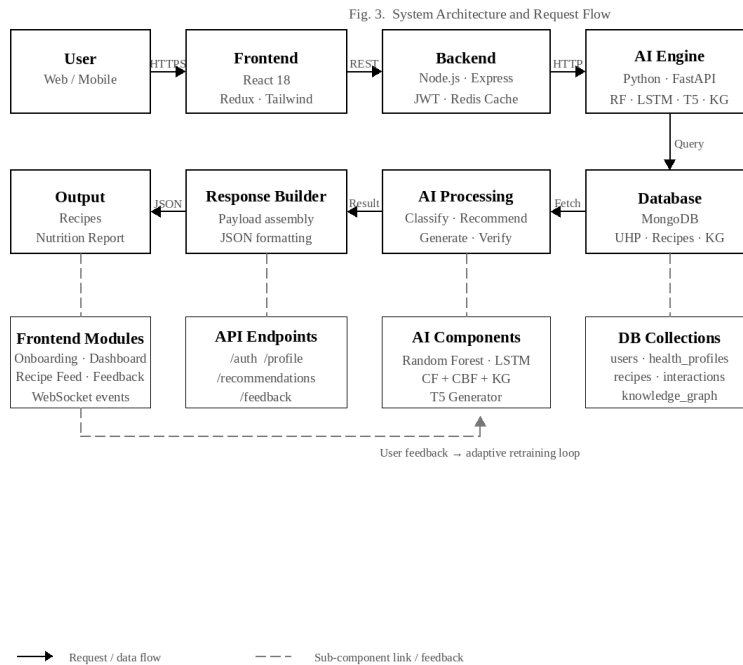 Fig. 3. System Architecture and Request Flow
User
Web / Mobile
HTTPS
Frontend
React 18
Redux · Tailwind
REST
Backend
Node.js · Express
JWT · Redis Cache
HTTP
AI Engine
Python · FastAPI
RF · LSTM · T5 · KG
Query
Output
Recipes
Nutrition Report
JSON
Response Builder
Payload assembly
JSON formatting
Result
AI Processing
Classify · Recommend
Generate · Verify
Fetch
Database
MongoDB
UHP · Recipes · KG
Frontend Modules
Onboarding · Dashboard
Recipe Feed · Feedback
WebSocket events
API Endpoints
/auth /profile
/recommendations
/feedback
AI Components
Random Forest · LSTM
CF + CBF + KG
T5 Generator
DB Collections
users · health_profiles
recipes · interactions
knowledge_graph
User feedback → adaptive retraining loop
Request / data flow
Sub-component link / feedback